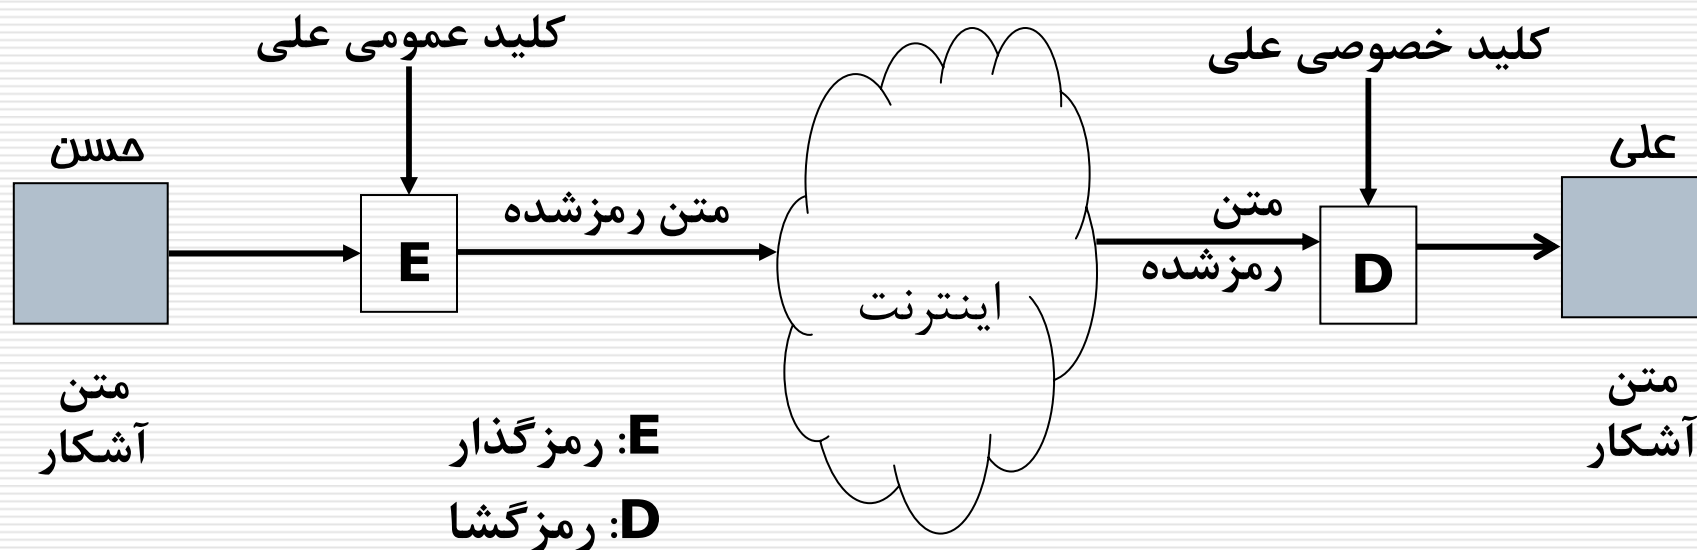 کلید عمومی علی
کلید خصوصی علی
حسن
علی
متن رمزشده
متن
رمزشده
E
D
اینترنت
متن
آشکار
متن
آشکار
E: رمزگذار
D: رمزگشا